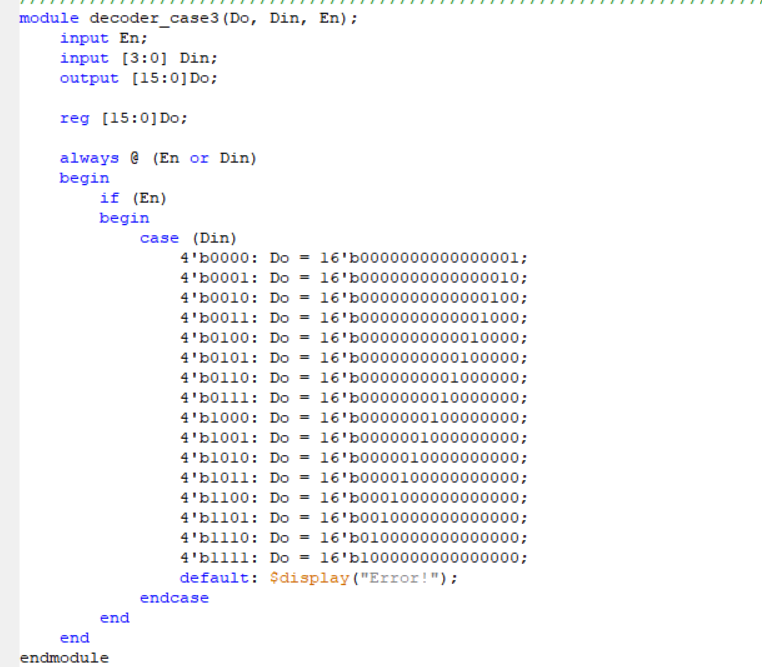 ////////////////////////////////////////////////////////////////////////////
module decoder_case3(Do, Din, En);
    input En;
    input [3:0] Din;
    output [15:0]Do;

    reg [15:0]Do;

    always @ (En or Din)
    begin
        if (En)
        begin
            case (Din)
                4'b0000: Do = 16'b0000000000000001;
                4'b0001: Do = 16'b0000000000000010;
                4'b0010: Do = 16'b0000000000000100;
                4'b0011: Do = 16'b0000000000001000;
                4'b0100: Do = 16'b0000000000010000;
                4'b0101: Do = 16'b0000000000100000;
                4'b0110: Do = 16'b0000000001000000;
                4'b0111: Do = 16'b0000000010000000;
                4'b1000: Do = 16'b0000000100000000;
                4'b1001: Do = 16'b0000001000000000;
                4'b1010: Do = 16'b0000010000000000;
                4'b1011: Do = 16'b0000100000000000;
                4'b1100: Do = 16'b0001000000000000;
                4'b1101: Do = 16'b0010000000000000;
                4'b1110: Do = 16'b0100000000000000;
                4'b1111: Do = 16'b1000000000000000;
                default: $display("Error!");
            endcase
        end
    end
endmodule